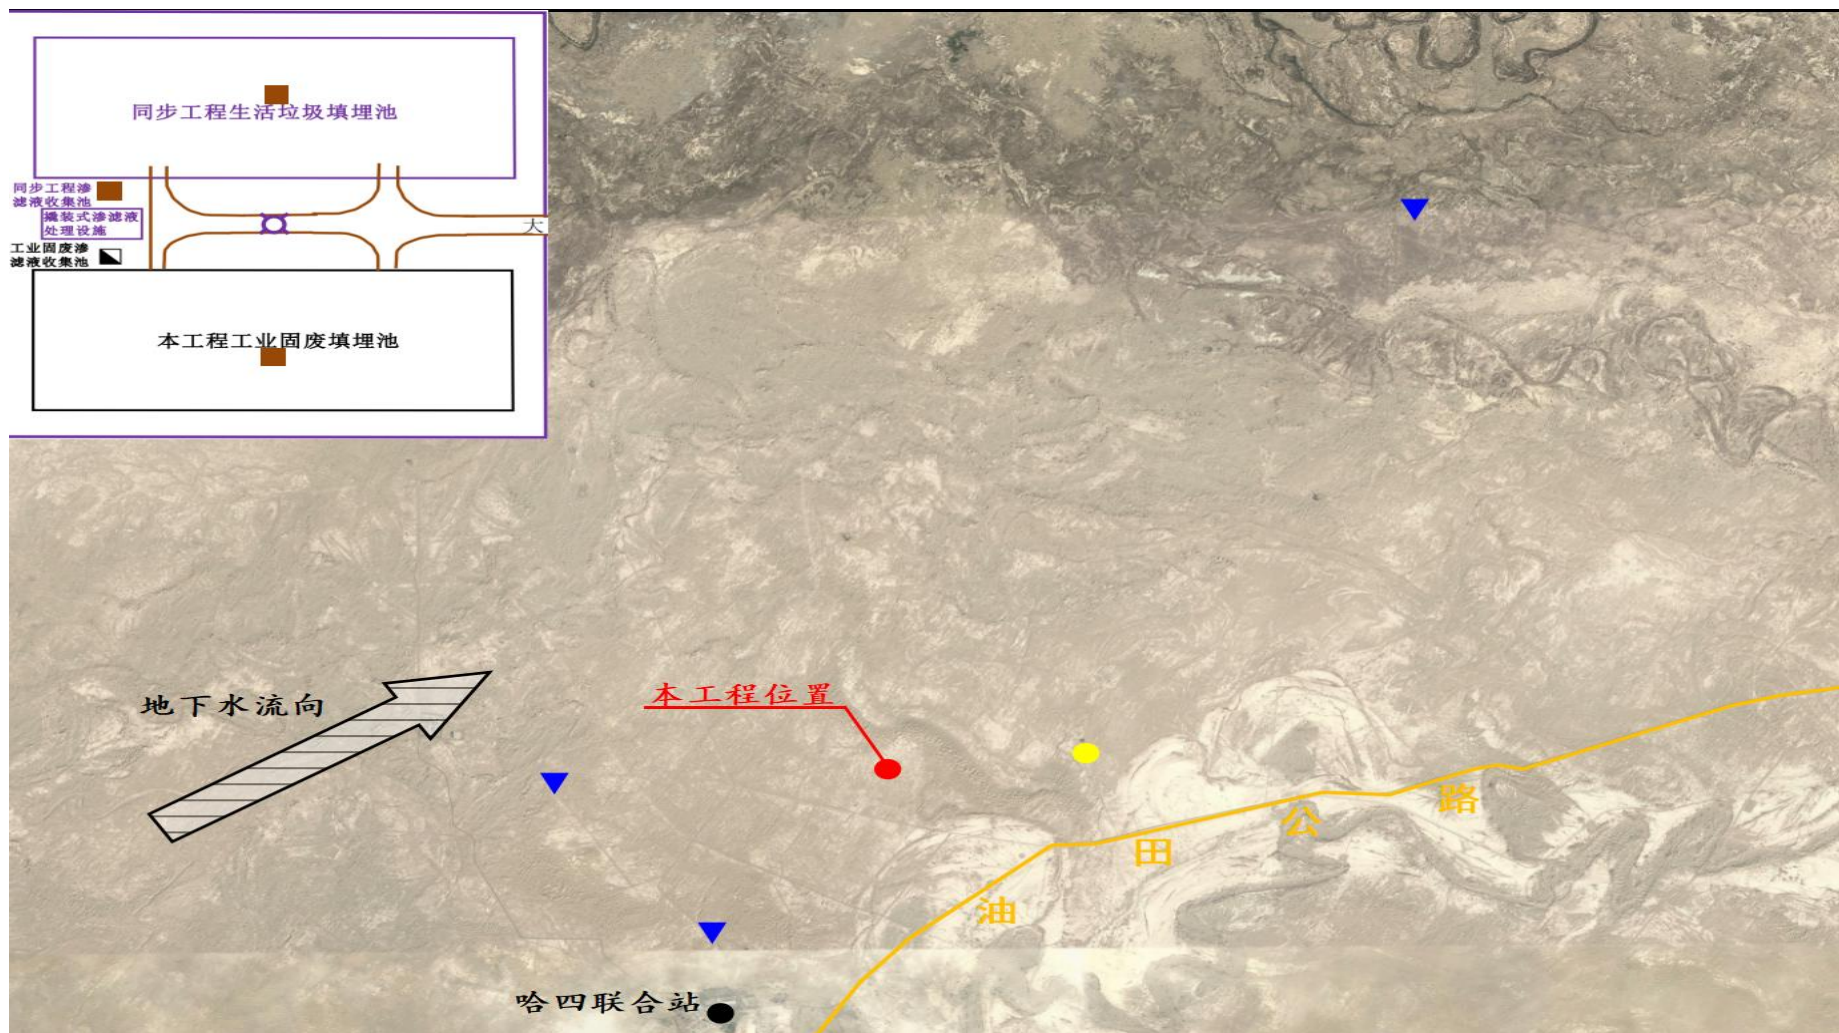 同步工程生活垃圾填埋池
同步工程渗
滤液收集池
撬装式渗滤液
处理设施
大
工业固废渗
滤液收集池
本工程工业固废填埋池
地下水流向
本工程位置
油田公路
哈四联合站